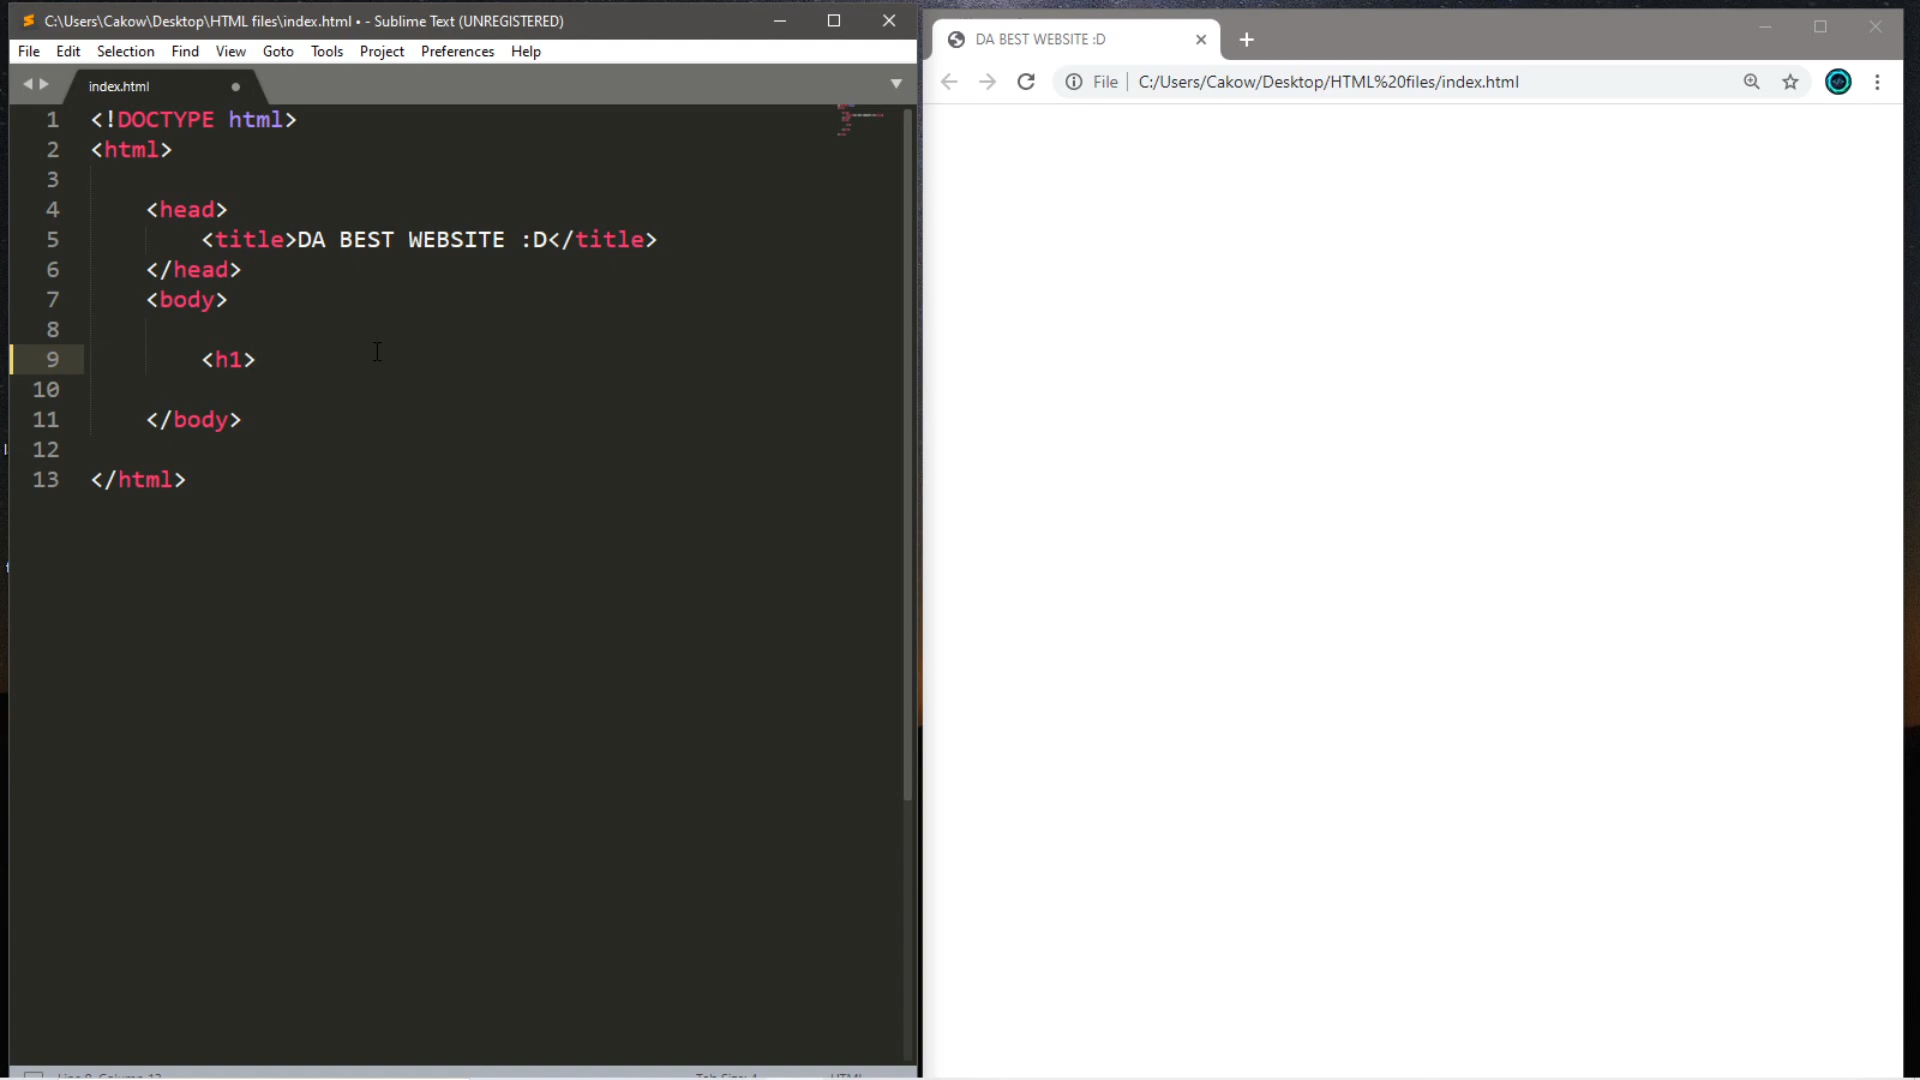 C:\Users\Cakow\Desktop\HTML files\index.html • - Sublime Text (UNREGISTERED)
File Edit Selection Find View Goto Tools Project Preferences Help
index.html
1 <!DOCTYPE html>
2 <html>
3
4 <head>
5 <title>DA BEST WEBSITE :D</title>
6 </head>
7 <body>
8
9 <h1>
10
11 </body>
12
13 </html>
DA BEST WEBSITE :D
File C:/Users/Cakow/Desktop/HTML%20files/index.html